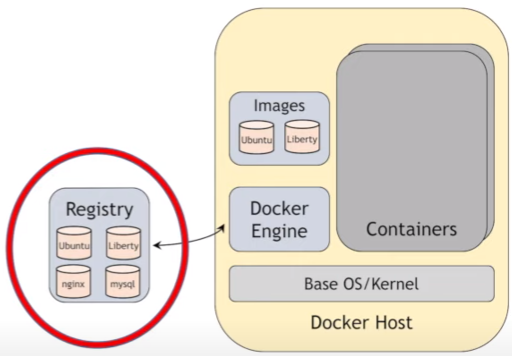 Images
Ubuntu
Liberty
Registry
Ubuntu
Liberty
nginx
mysql
Docker
Engine
Containers
Base OS/Kernel
Docker Host